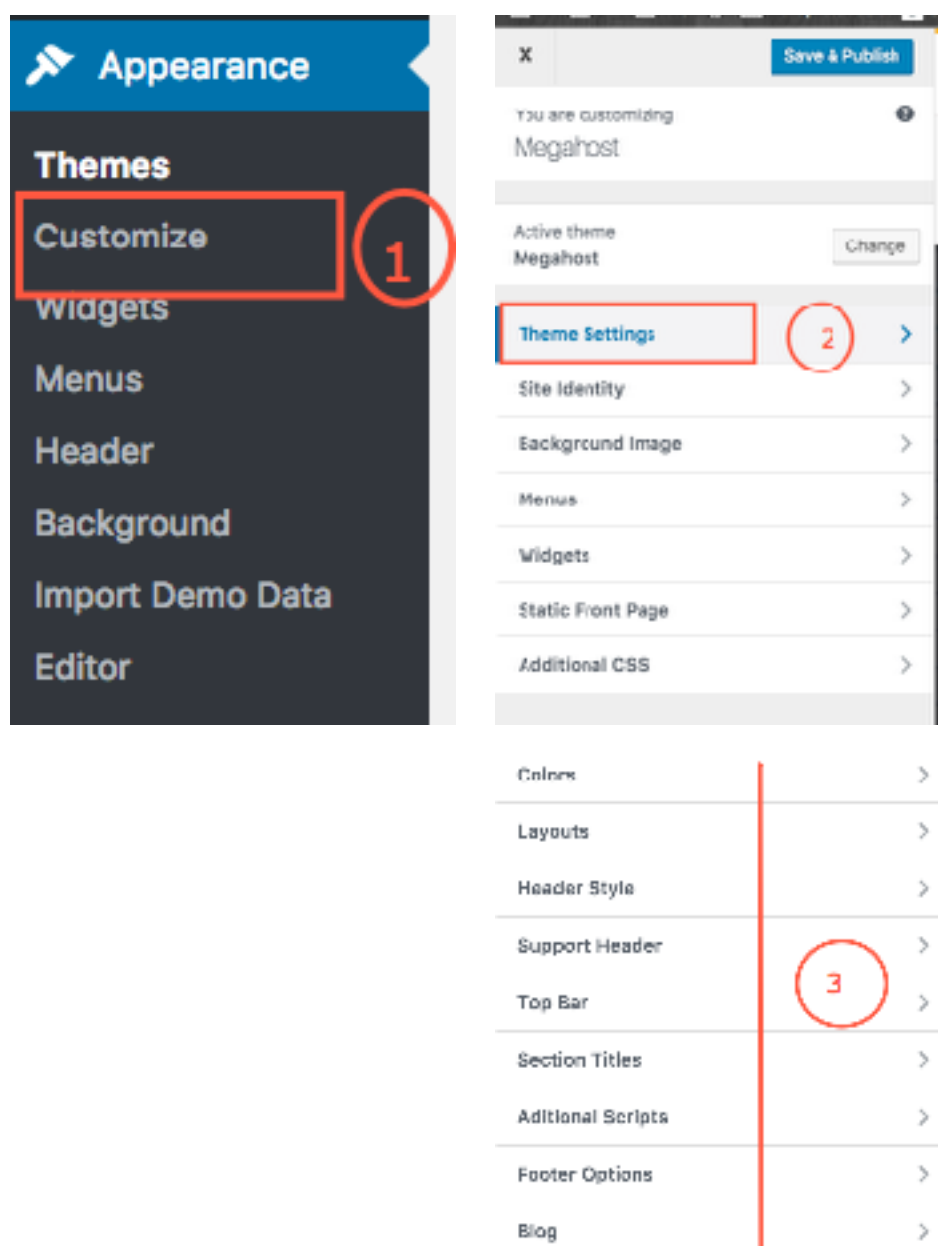 Appearance
Themes
Customize
1
Widgets
Menus
Header
Background
Import Demo Data
Editor
X
Save & Publish
You are customizing
Megahost
Active theme
Megahost
Change
Theme Settings
2
Site Identity
Background Image
Menus
Widgets
Static Front Page
Additional CSS
Colors
Layouts
Header Style
Support Header
3
Top Bar
Section Titles
Aditional Scripts
Footer Options
Blog